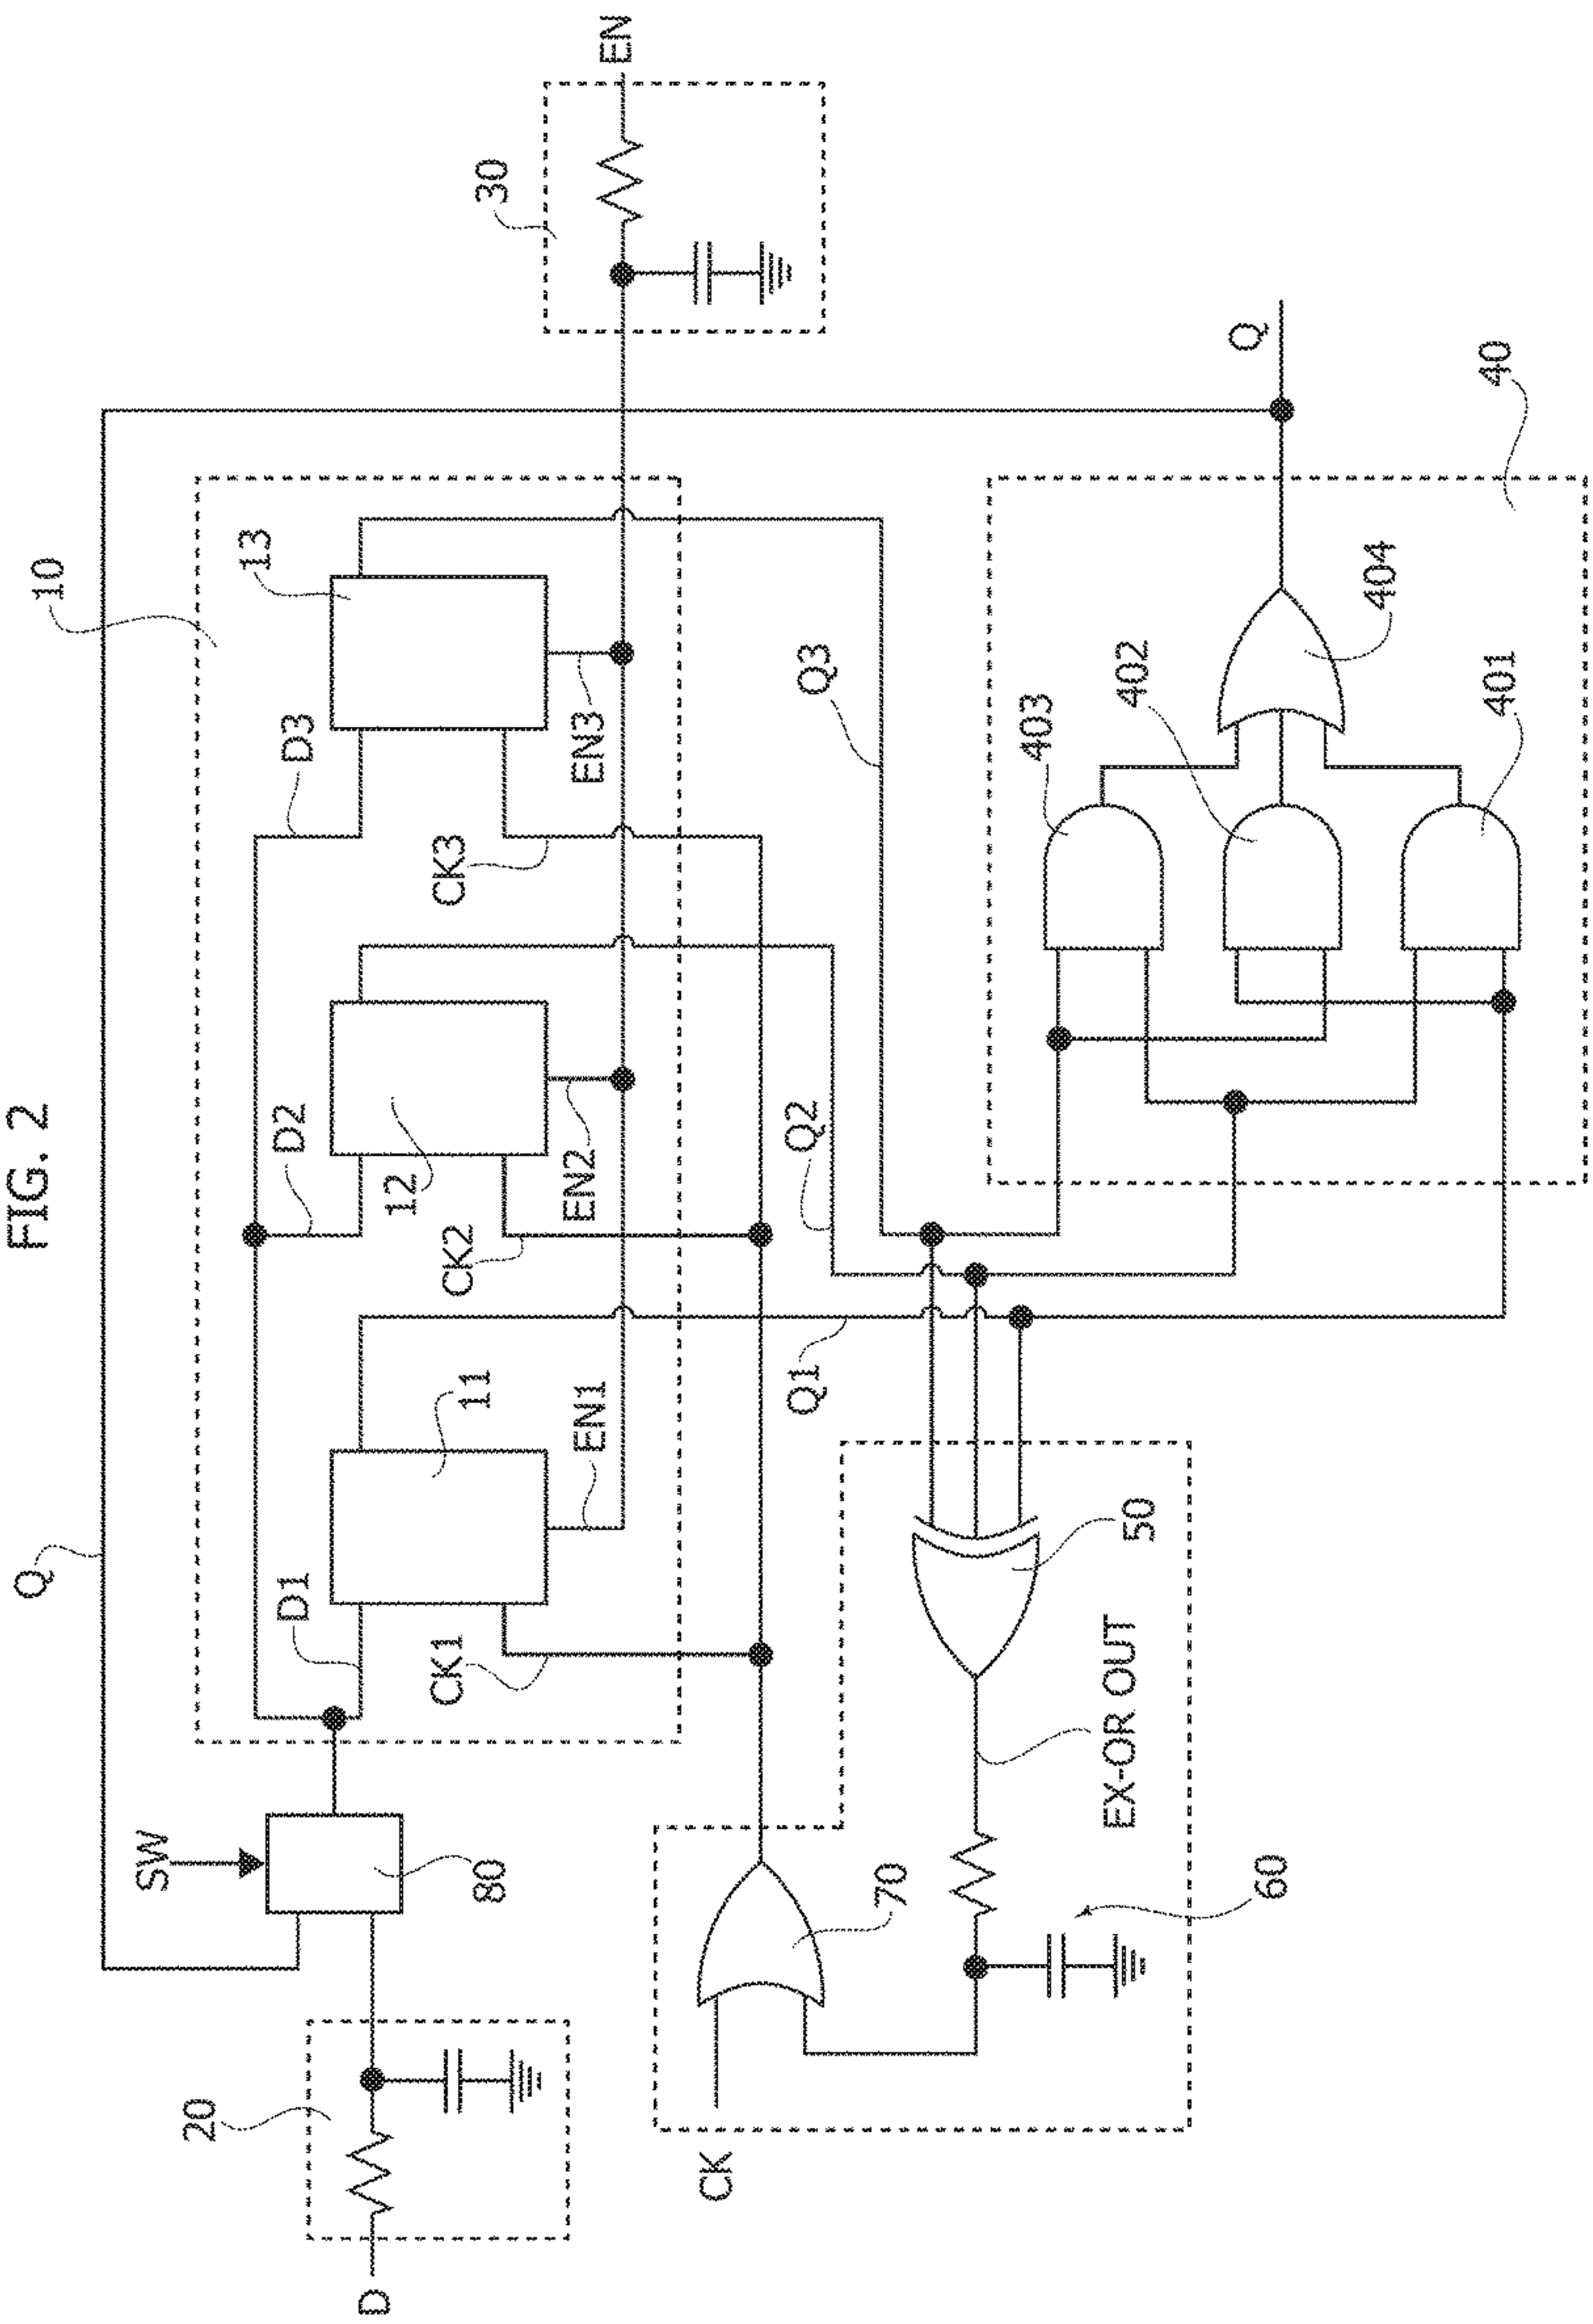 FIG. 2
Q
10
SW
D1
D2
D3
13
11
12
80
20
D
CK1
CK2
CK3
EN1
EN2
EN3
30
EN
CK
70
Q1
Q2
Q3
50
EX-OR OUT
60
403
402
401
404
Q
40